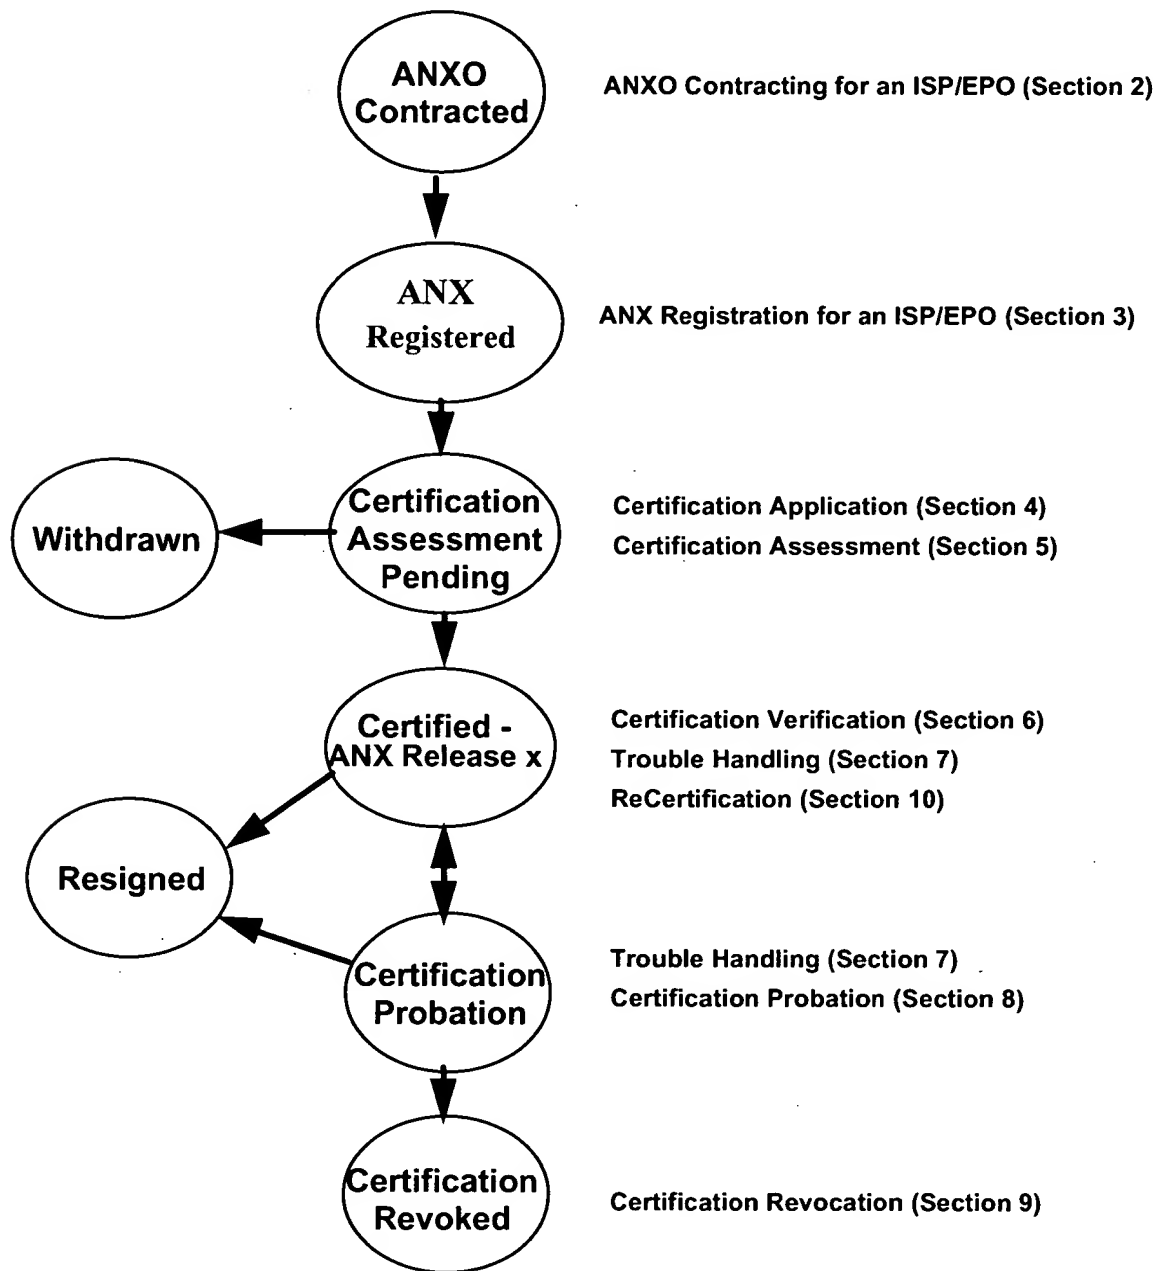 ANXO
Contracted
ANXO Contracting for an ISP/EPO (Section 2)
ANX
Registered
ANX Registration for an ISP/EPO (Section 3)
Withdrawn
Certification
Assessment
Pending
Certification Application (Section 4)
Certification Assessment (Section 5)
Certified -
ANX Release x
Certification Verification (Section 6)
Trouble Handling (Section 7)
ReCertification (Section 10)
Resigned
Certification
Probation
Trouble Handling (Section 7)
Certification Probation (Section 8)
Certification
Revoked
Certification Revocation (Section 9)